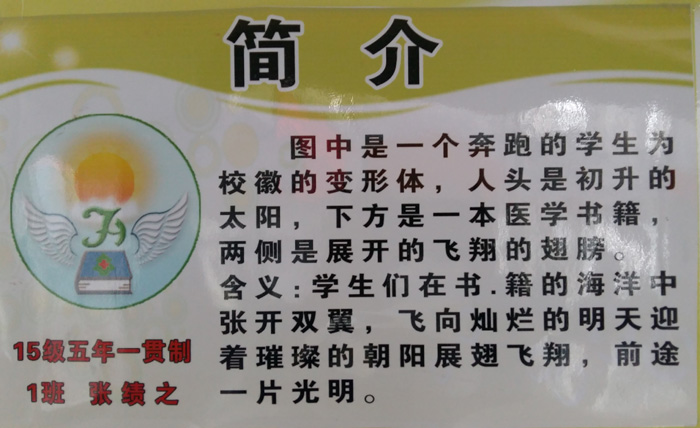 简 介
图中是一个奔跑的学生为
校徽的变形体，人头是初升的
太阳，下方是一本医学书籍，
两侧是展开的飞翔的翅膀。
含义：学生们在书.籍的海洋中
张开双翼，飞向灿烂的明天迎
着璀璨的朝阳展翅飞翔，前途
一片光明。
15级五年一贯制
1班 张绩之